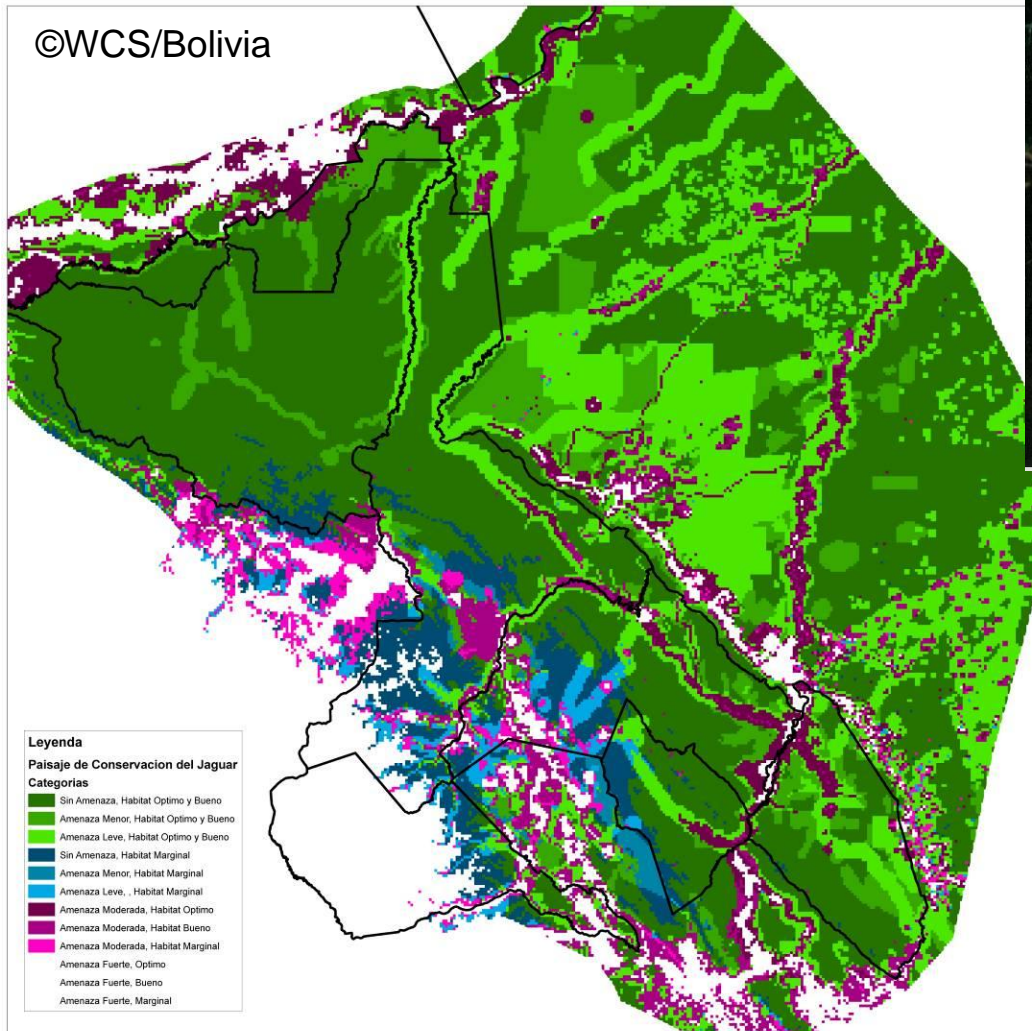 ©WCS/Bolivia
Leyenda
Paisaje de Conservacion del Jaguar
Categorias
Sin Amenaza, Habitat Optimo y Bueno
Amenaza Menor, Habitat Optimo y Bueno
Amenaza Leve, Habitat Optimo y Bueno
Sin Amenaza, Habitat Marginal
Amenaza Menor, Habitat Marginal
Amenaza Leve, , Habitat Marginal
Amenaza Moderada, Habitat Optimo
Amenaza Moderada, Habitat Bueno
Amenaza Moderada, Habitat Marginal
Amenaza Fuerte, Optimo
Amenaza Fuerte, Bueno
Amenaza Fuerte, Marginal